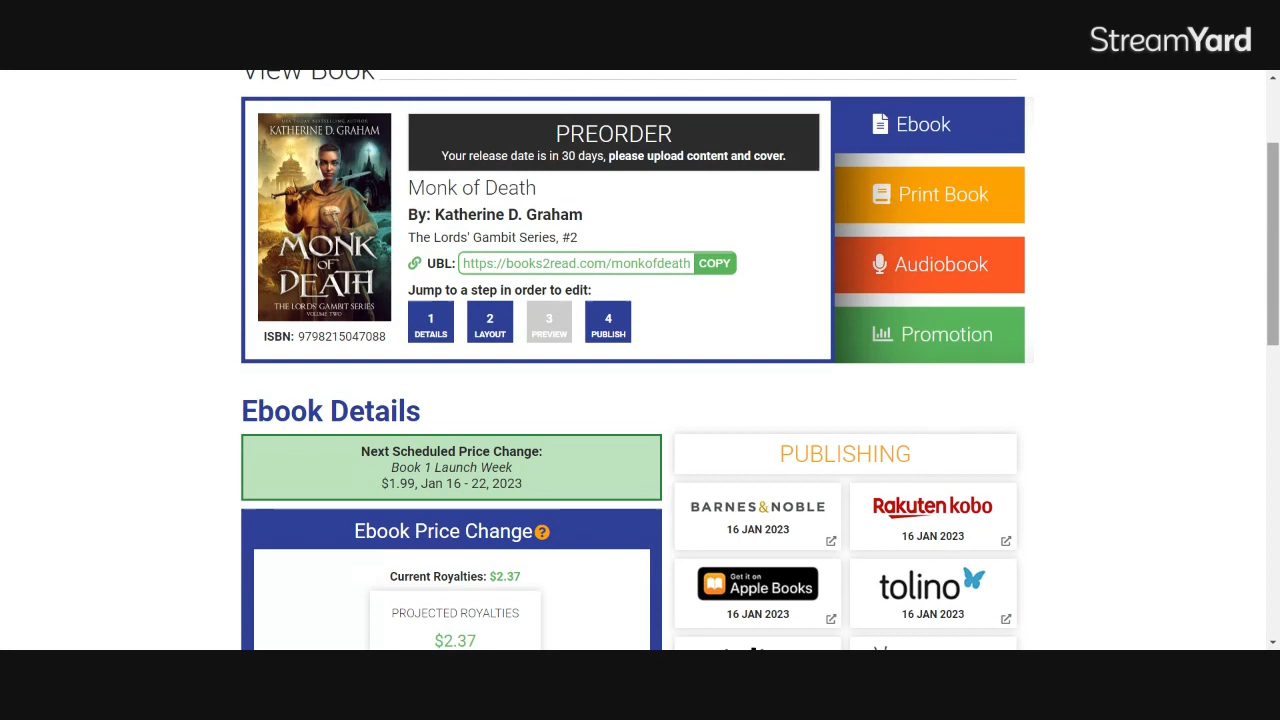 StreamYard
View Book
KATHERINE D. GRAHAM
MONK
OF
DEATH
THE LORDS' GAMBIT SERIES
VOLUME TWO
ISBN: 9798215047088
PREORDER
Your release date is in 30 days, please upload content and cover.
Monk of Death
By: Katherine D. Graham
The Lords' Gambit Series, #2
UBL: https://books2read.com/monkofdeath COPY
Jump to a step in order to edit:
1 2 3 4
DETAILS LAYOUT PREVIEW PUBLISH
Ebook
Print Book
Audiobook
Promotion
Ebook Details
Next Scheduled Price Change:
Book 1 Launch Week
$1.99, Jan 16 - 22, 2023
Ebook Price Change ?
Current Royalties: $2.37
PROJECTED ROYALTIES
$2.37
PUBLISHING
BARNES&NOBLE
16 JAN 2023
Rakuten kobo
16 JAN 2023
Get it on
Apple Books
16 JAN 2023
tolino
16 JAN 2023